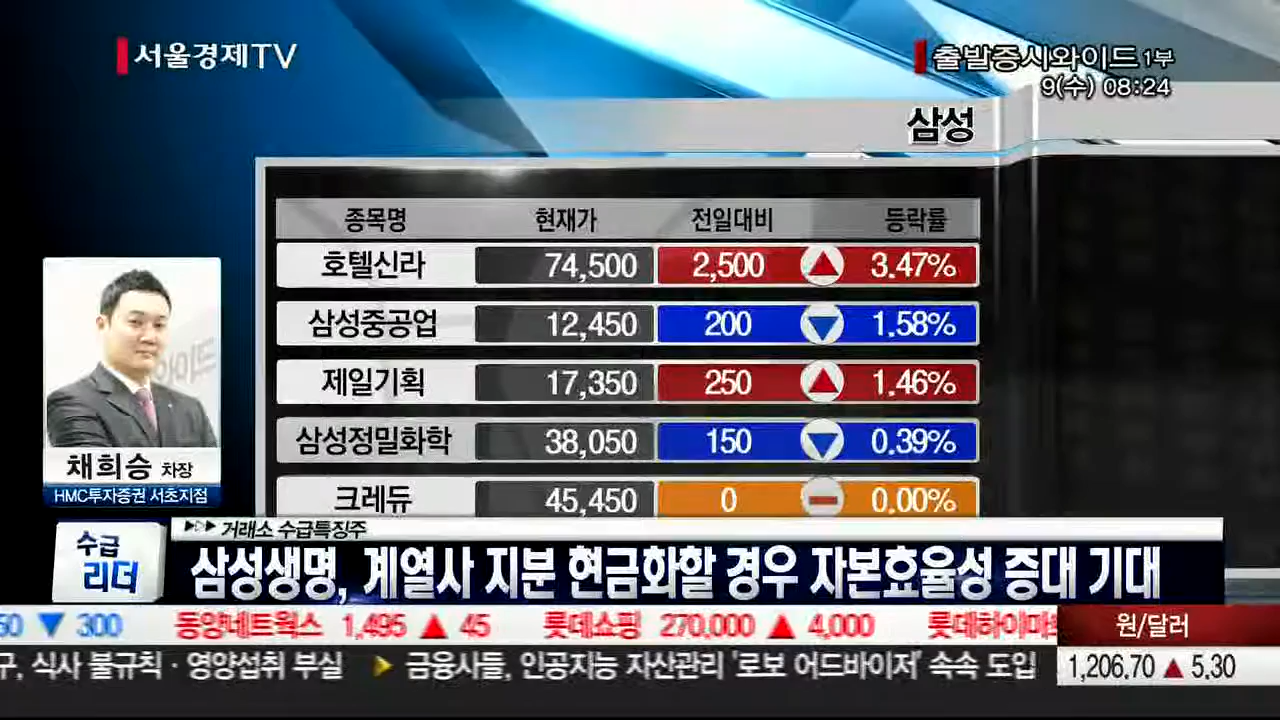 서울경제TV
출발증시와이드 1부
9(수) 08:24
삼성
종목명 현재가 전일대비 등락률
호텔신라 74,500 2,500 ▲ 3.47%
삼성중공업 12,450 200 ▼ 1.58%
제일기획 17,350 250 ▲ 1.46%
삼성정밀화학 38,050 150 ▼ 0.39%
크레듀 45,450 0 0.00%
채희승 차장
HMC투자증권 서초지점
수급
리더
▶▷▶ 거래소 수급특징주
삼성생명, 계열사 지분 현금화할 경우 자본효율성 증대 기대
50 ▼ 300 동양네트웍스 1,495 ▲ 45 롯데쇼핑 270,000 ▲ 4,000 롯데하이마
원/달러
구, 식사 불규칙·영양섭취 부실 ▶ 금융사들, 인공지능 자산관리 '로보 어드바이저' 속속 도입
1,206.70 ▲ 5.30